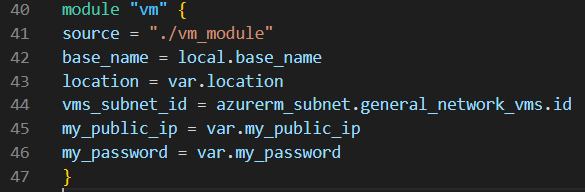 40 module "vm" {
41 source = "./vm_module"
42 base_name = local.base_name
43 location = var.location
44 vms_subnet_id = azurerm_subnet.general_network_vms.id
45 my_public_ip = var.my_public_ip
46 my_password = var.my_password
47 }